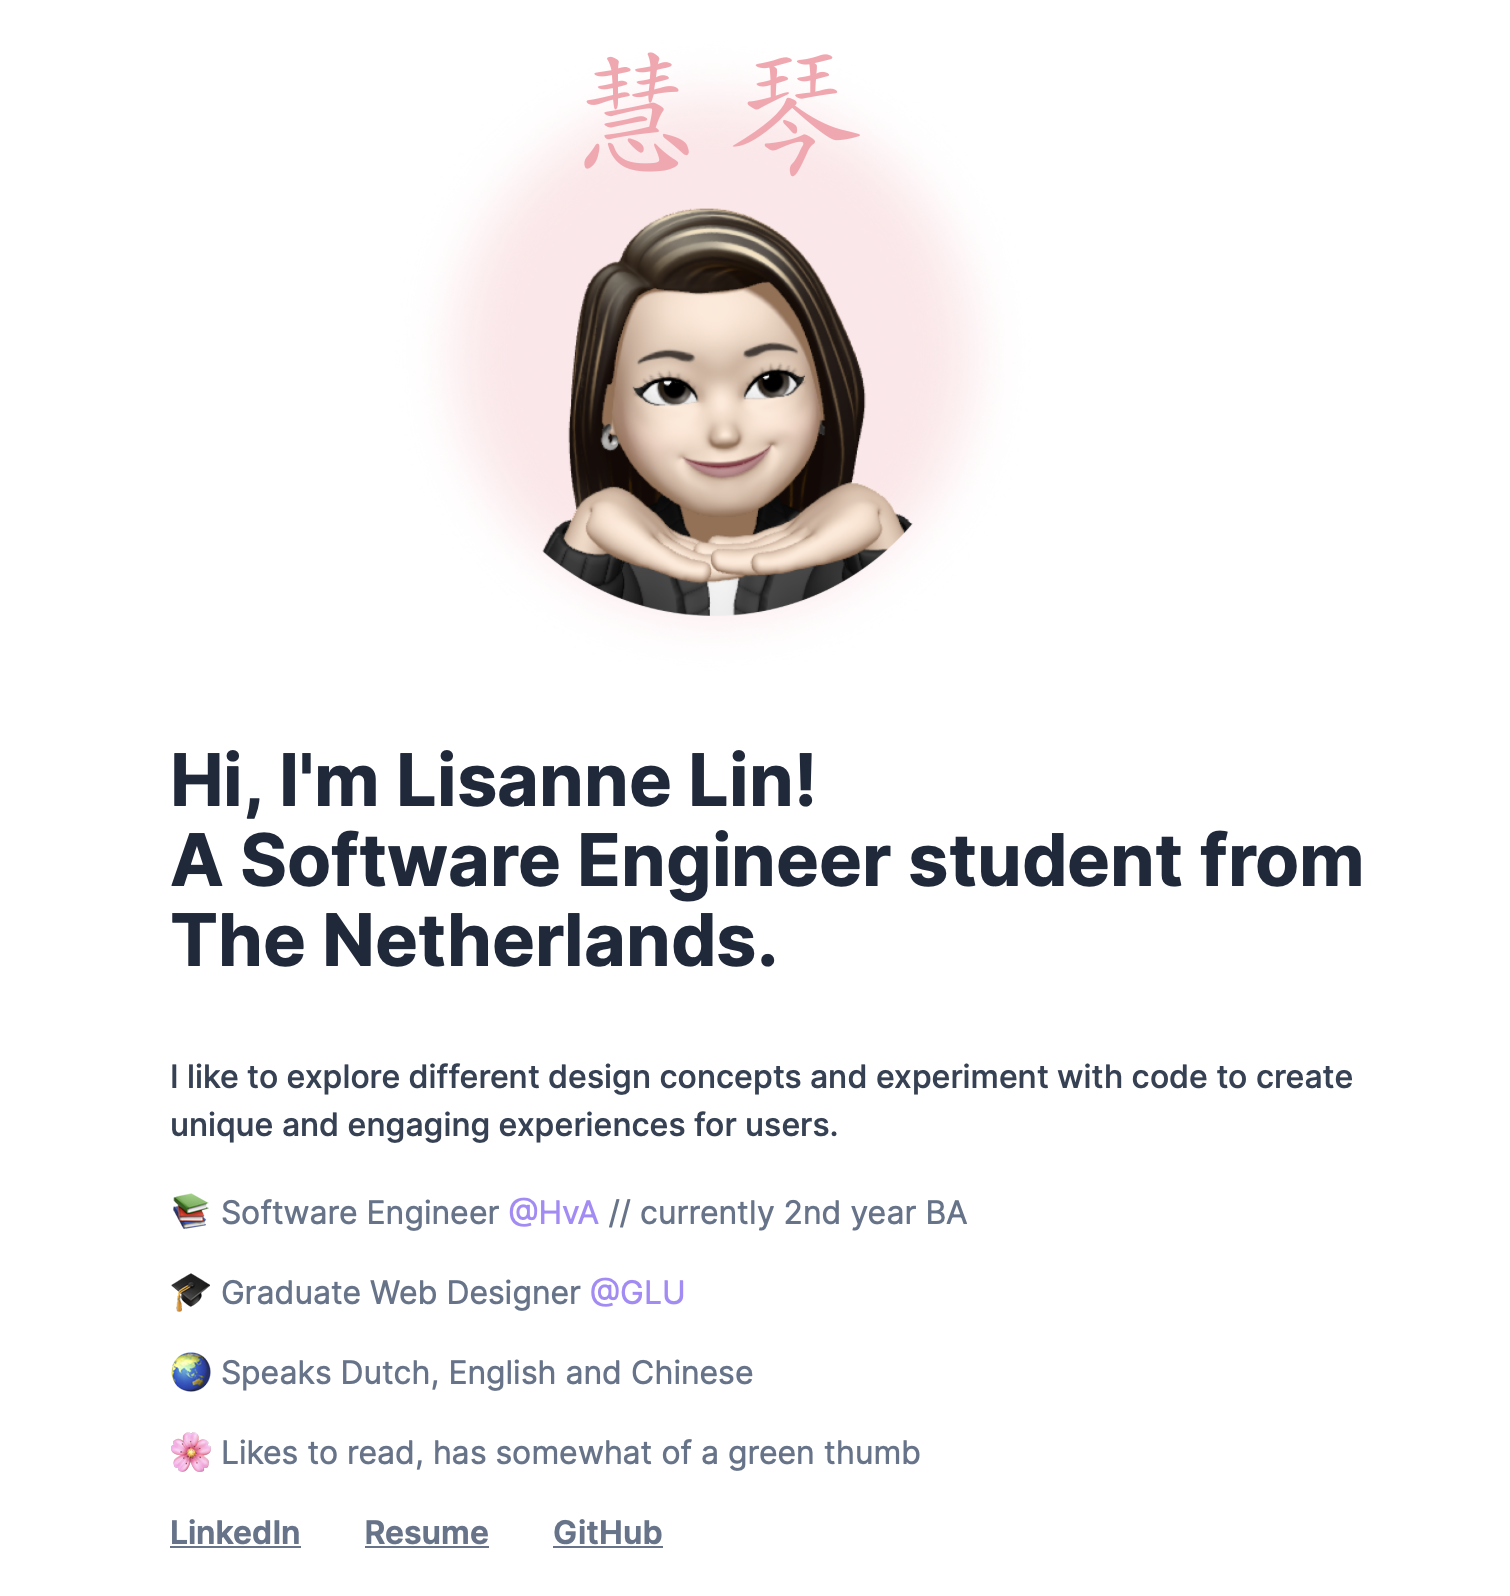 慧 琴
Hi, I'm Lisanne Lin!
A Software Engineer student from
The Netherlands.
I like to explore different design concepts and experiment with code to create
unique and engaging experiences for users.
📚 Software Engineer @HvA // currently 2nd year BA
🎓 Graduate Web Designer @GLU
🌏 Speaks Dutch, English and Chinese
🌸 Likes to read, has somewhat of a green thumb
LinkedIn Resume GitHub